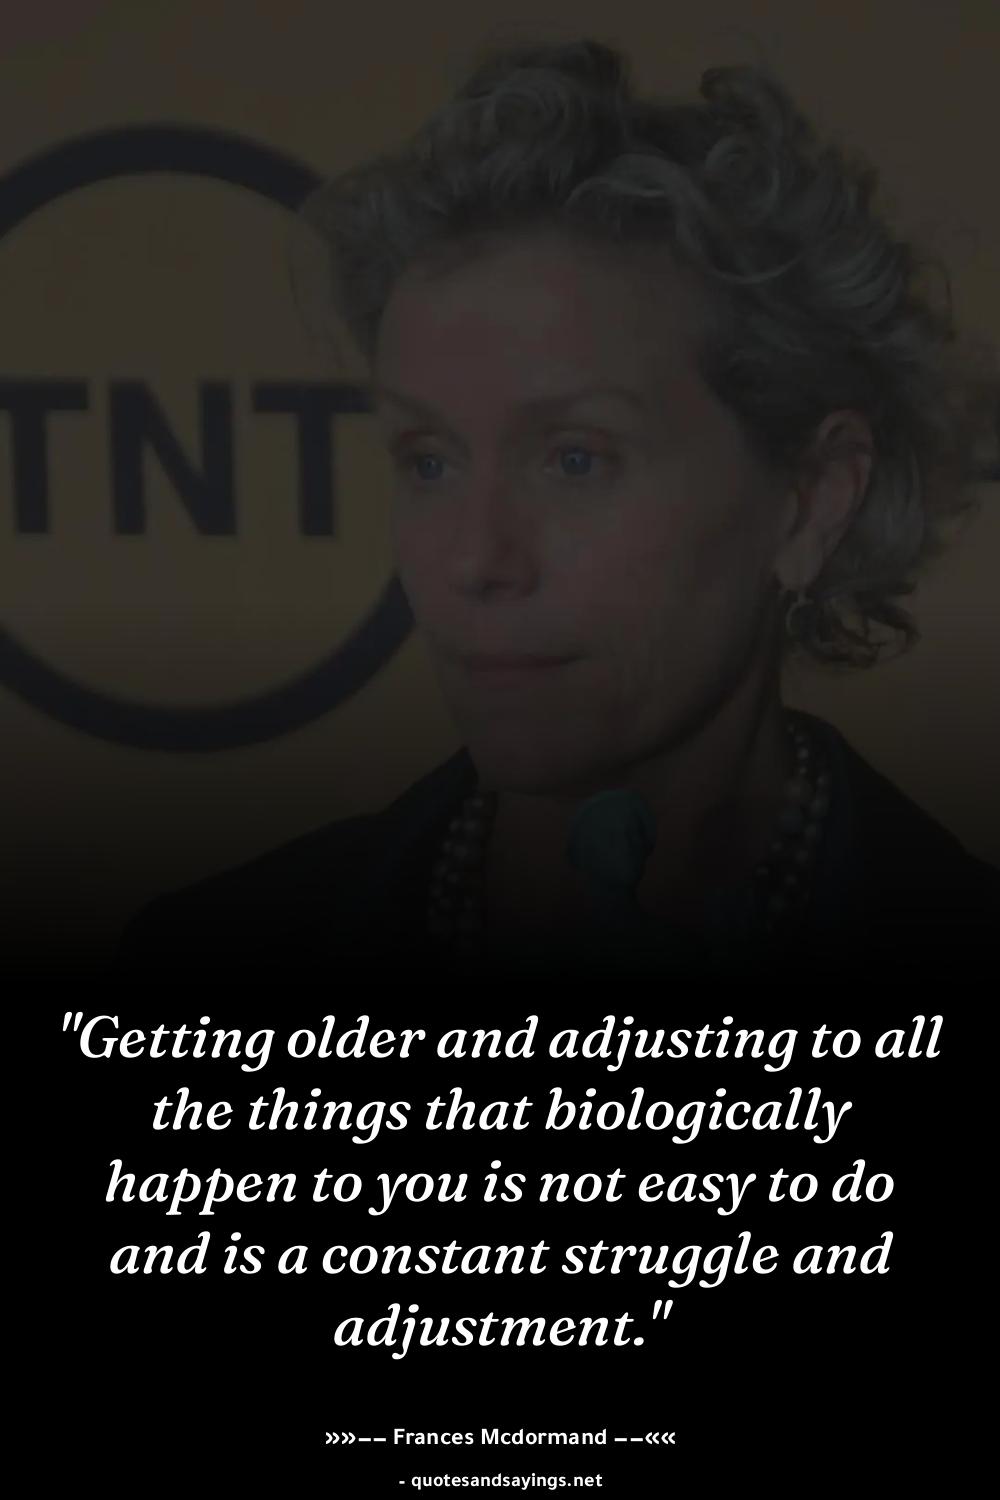 TNT
"Getting older and adjusting to all
the things that biologically
happen to you is not easy to do
and is a constant struggle and
adjustment."
»»–– Frances Mcdormand ––««
- quotesandsayings.net